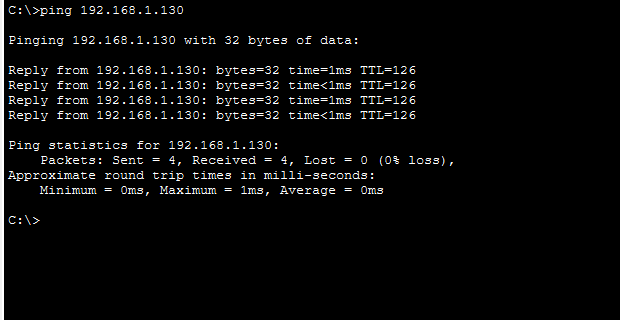 C:\>ping 192.168.1.130
Pinging 192.168.1.130 with 32 bytes of data:
Reply from 192.168.1.130: bytes=32 time=1ms TTL=126
Reply from 192.168.1.130: bytes=32 time<1ms TTL=126
Reply from 192.168.1.130: bytes=32 time=1ms TTL=126
Reply from 192.168.1.130: bytes=32 time<1ms TTL=126
Ping statistics for 192.168.1.130:
    Packets: Sent = 4, Received = 4, Lost = 0 (0% loss),
Approximate round trip times in milli-seconds:
    Minimum = 0ms, Maximum = 1ms, Average = 0ms
C:\>